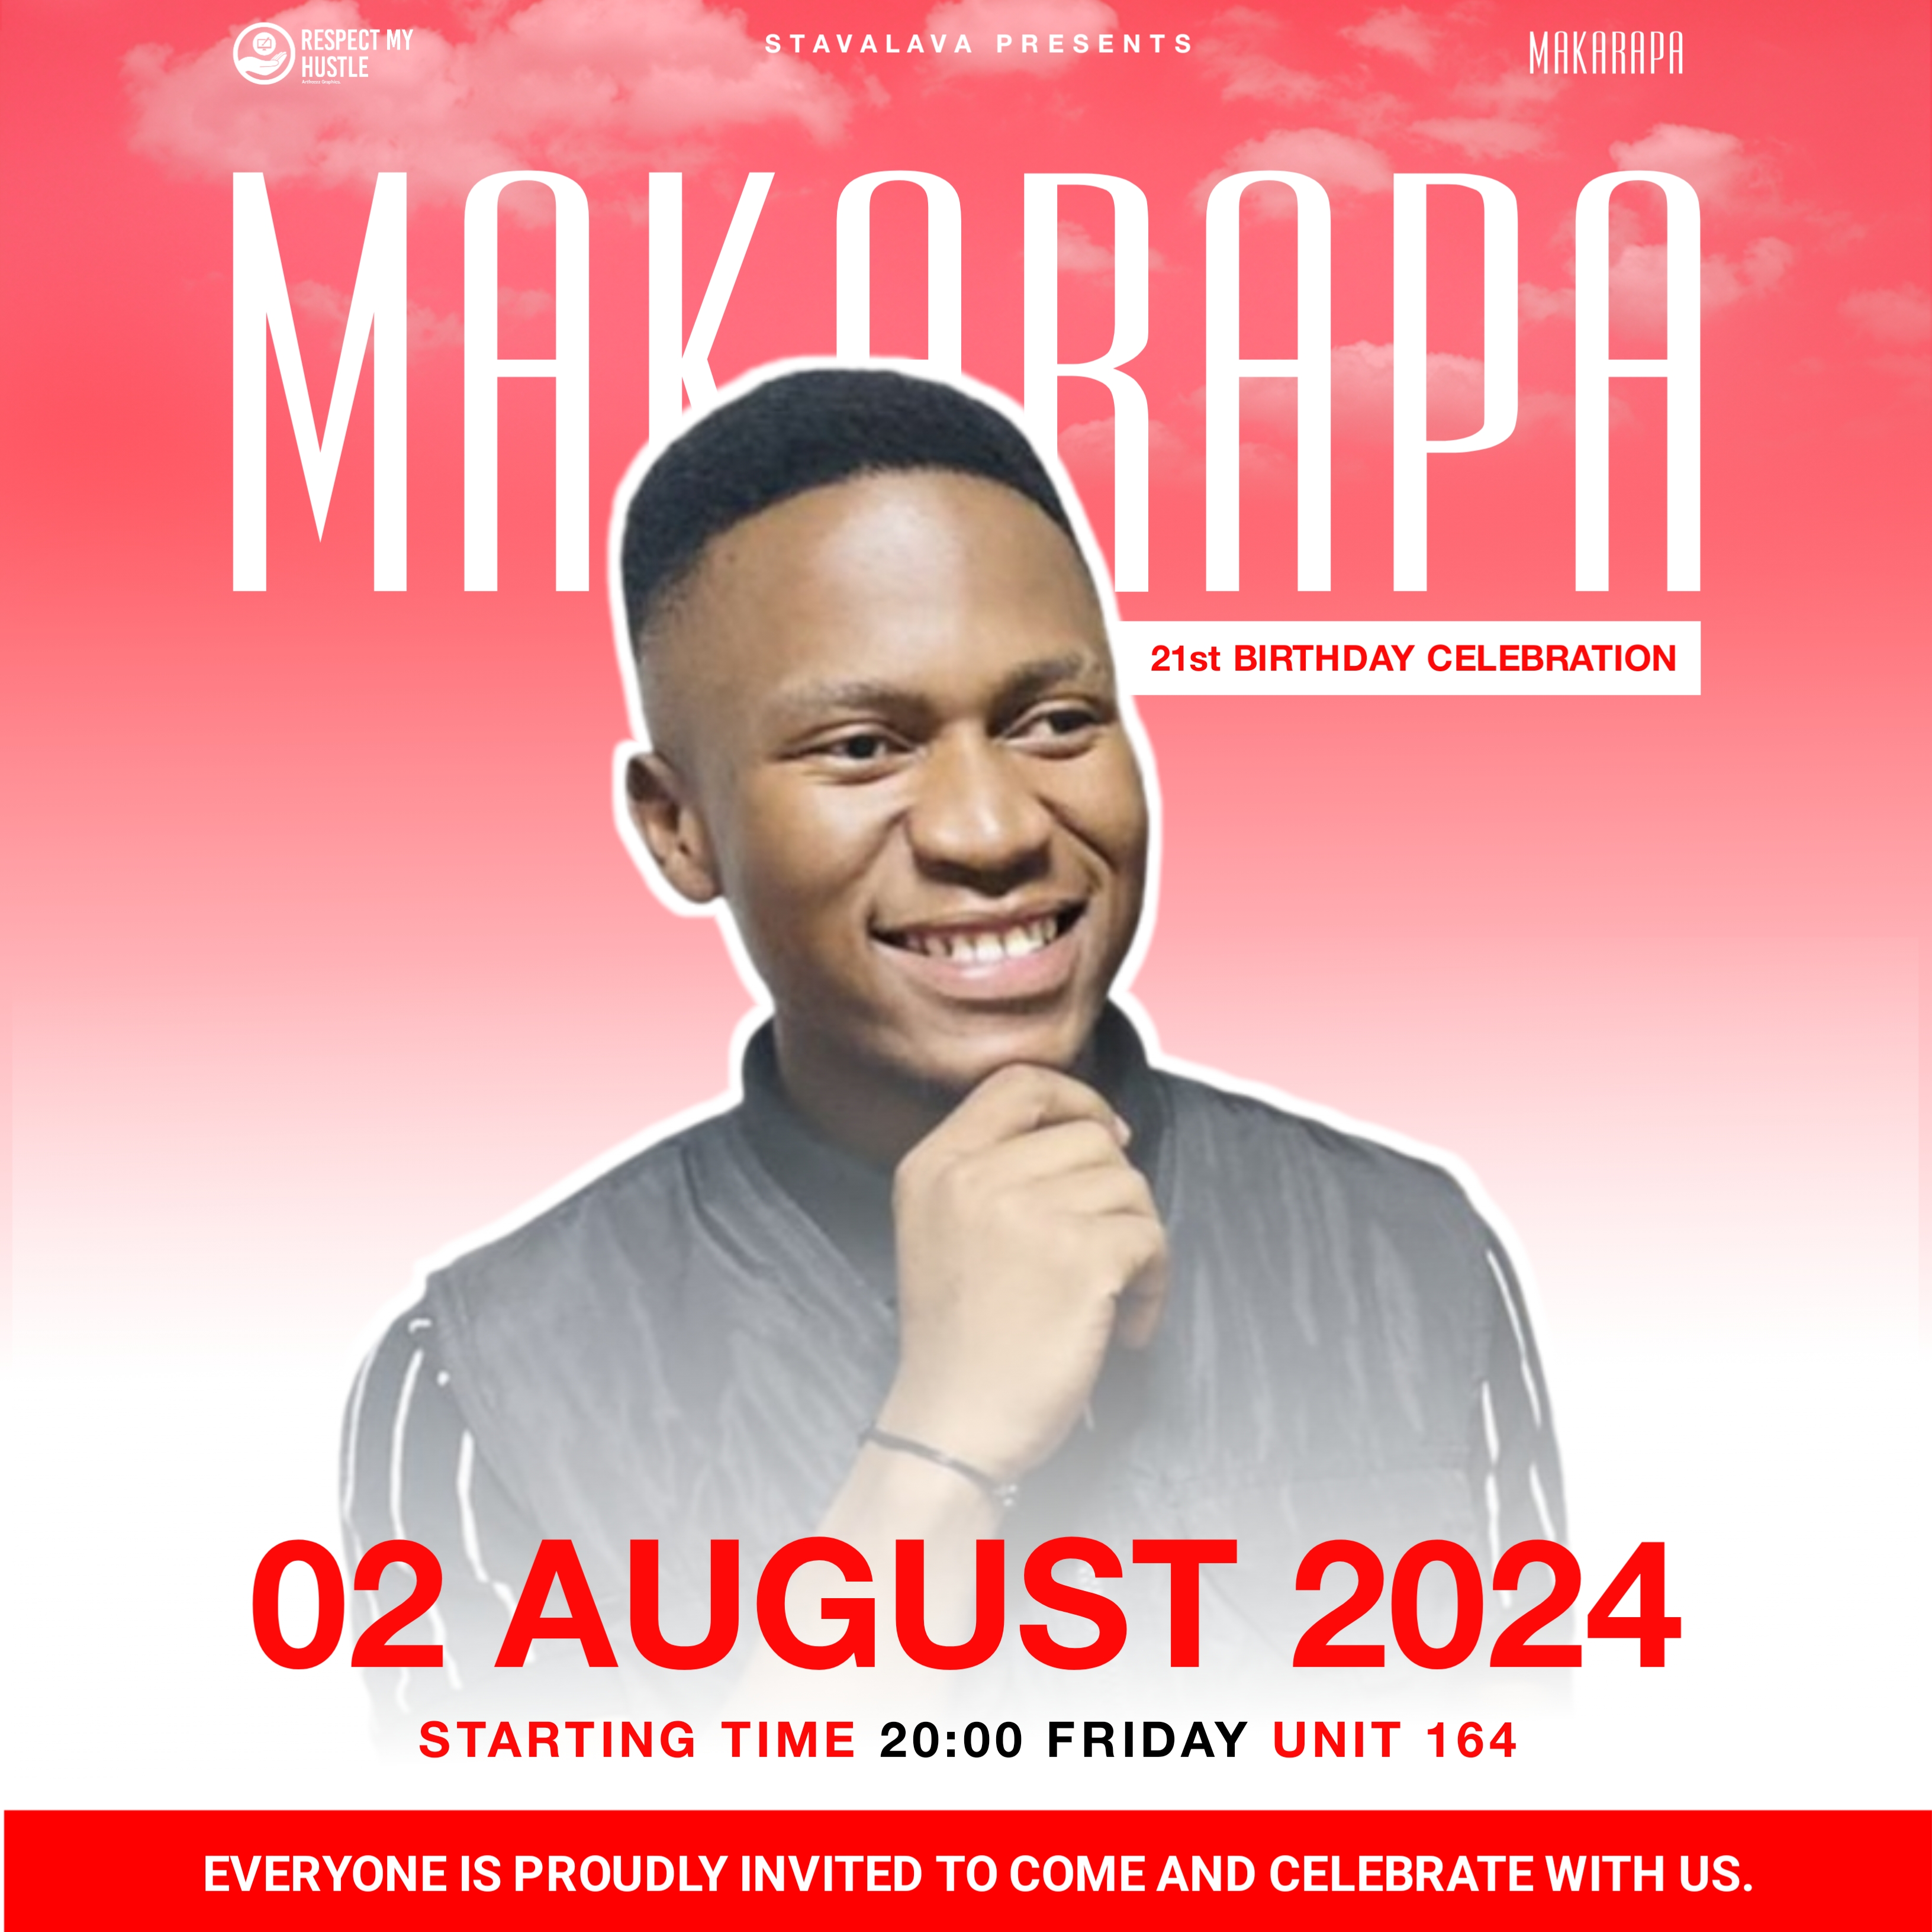 RESPECT MY
HUSTLE
STAVALAVA PRESENTS
MAKARAPA
MAKARAPA
21st BIRTHDAY CELEBRATION
02 AUGUST 2024
STARTING TIME 20:00 FRIDAY UNIT 164
EVERYONE IS PROUDLY INVITED TO COME AND CELEBRATE WITH US.